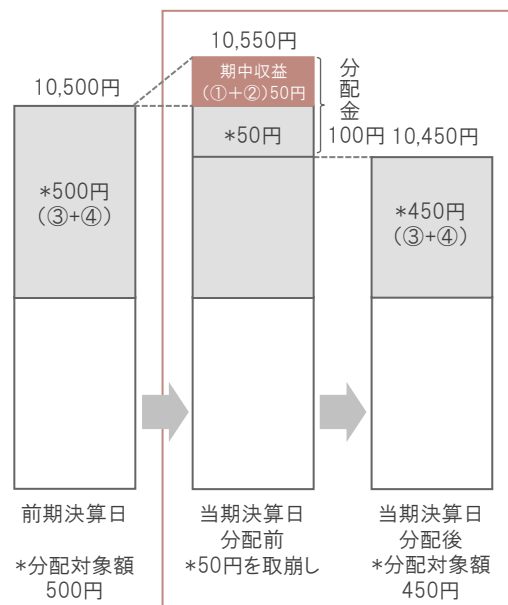 10,500円
*500円
(③+④)
前期決算日
*分配対象額
500円
10,550円
期中収益
(①+②)50円
*50円
分配金
100円
当期決算日
分配前
*50円を取崩し
10,450円
*450円
(③+④)
当期決算日
分配後
*分配対象額
450円